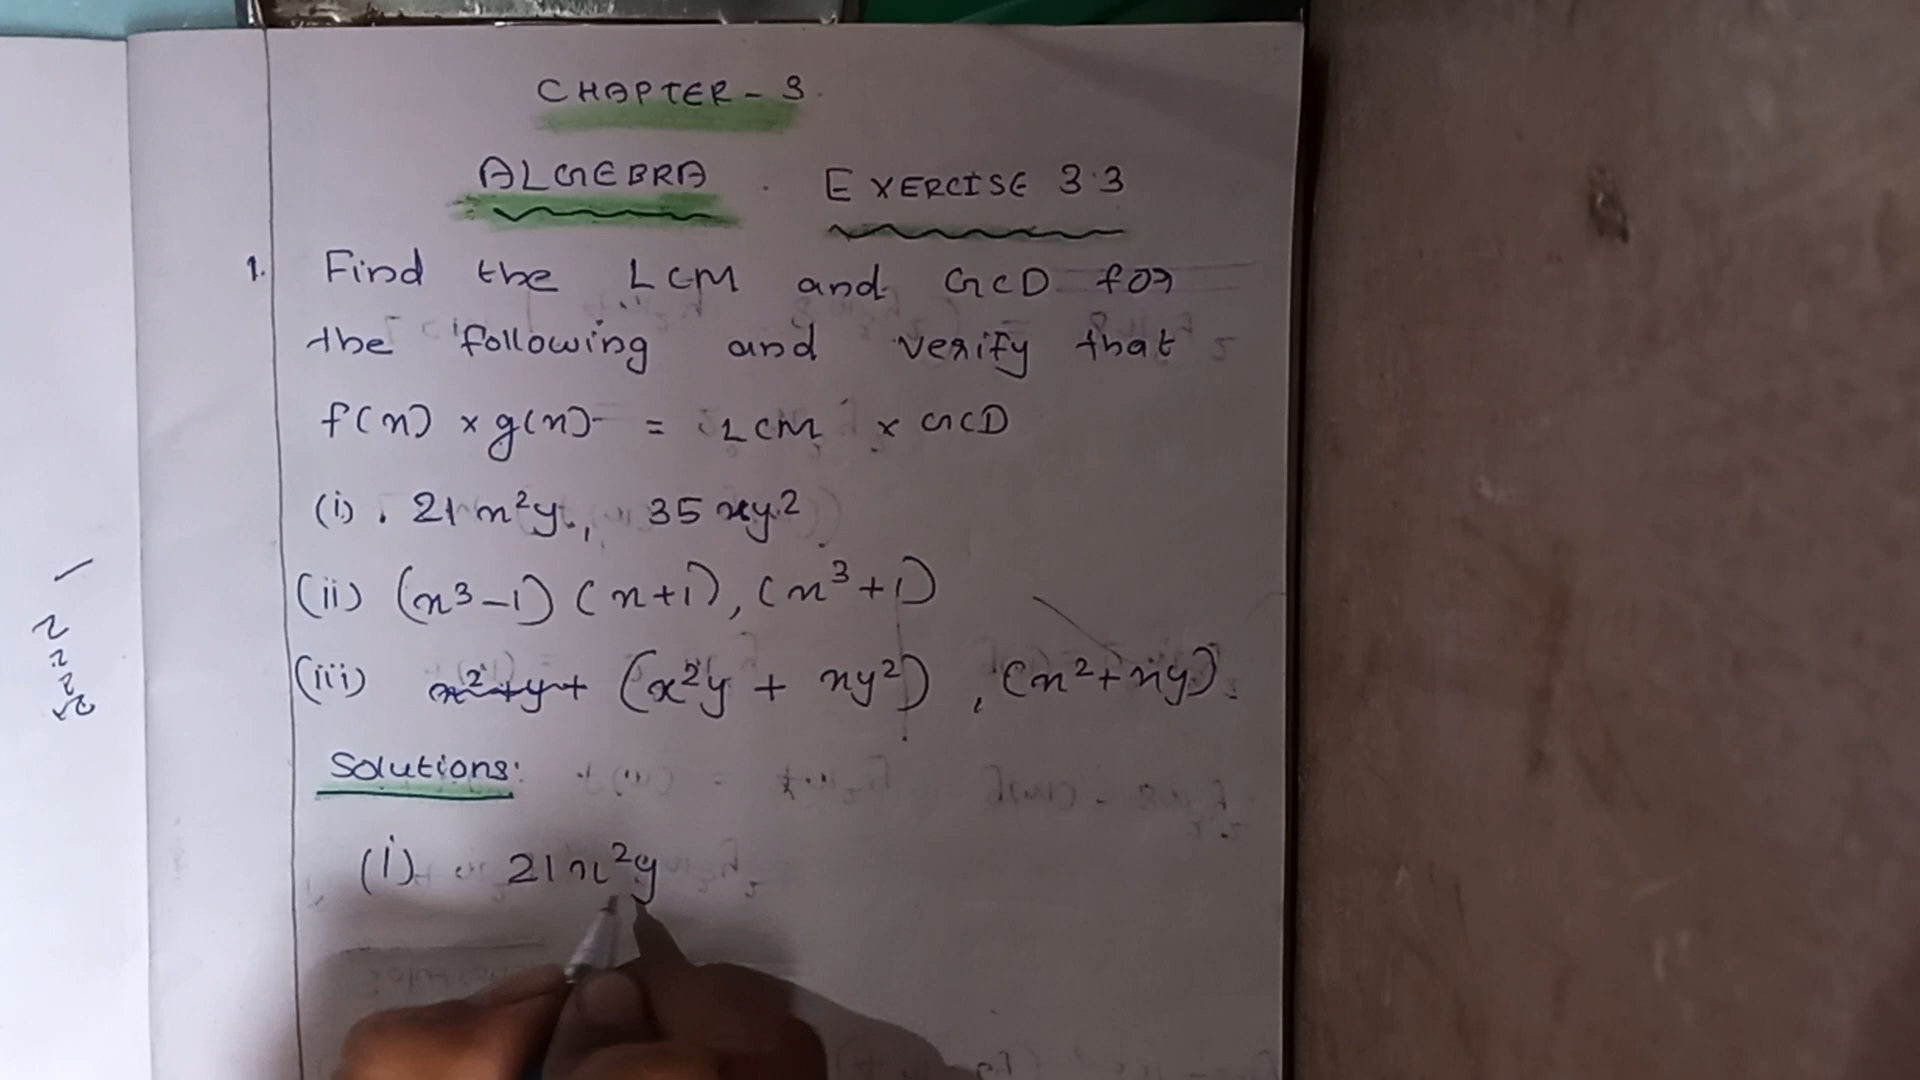 CHAPTER - 3
ALGEBRA . EXERCISE 3.3
1. Find the LCM and GCD for
the following and verify that
f(x) × g(x) = LCM × GCD
(i) . 21x²y, 35xy²
(ii) (x³-1) (x+1), (x³+1)
(iii) x²+y+ (x²y + xy²), (x²+xy).
Solutions:
(i) 21x²y